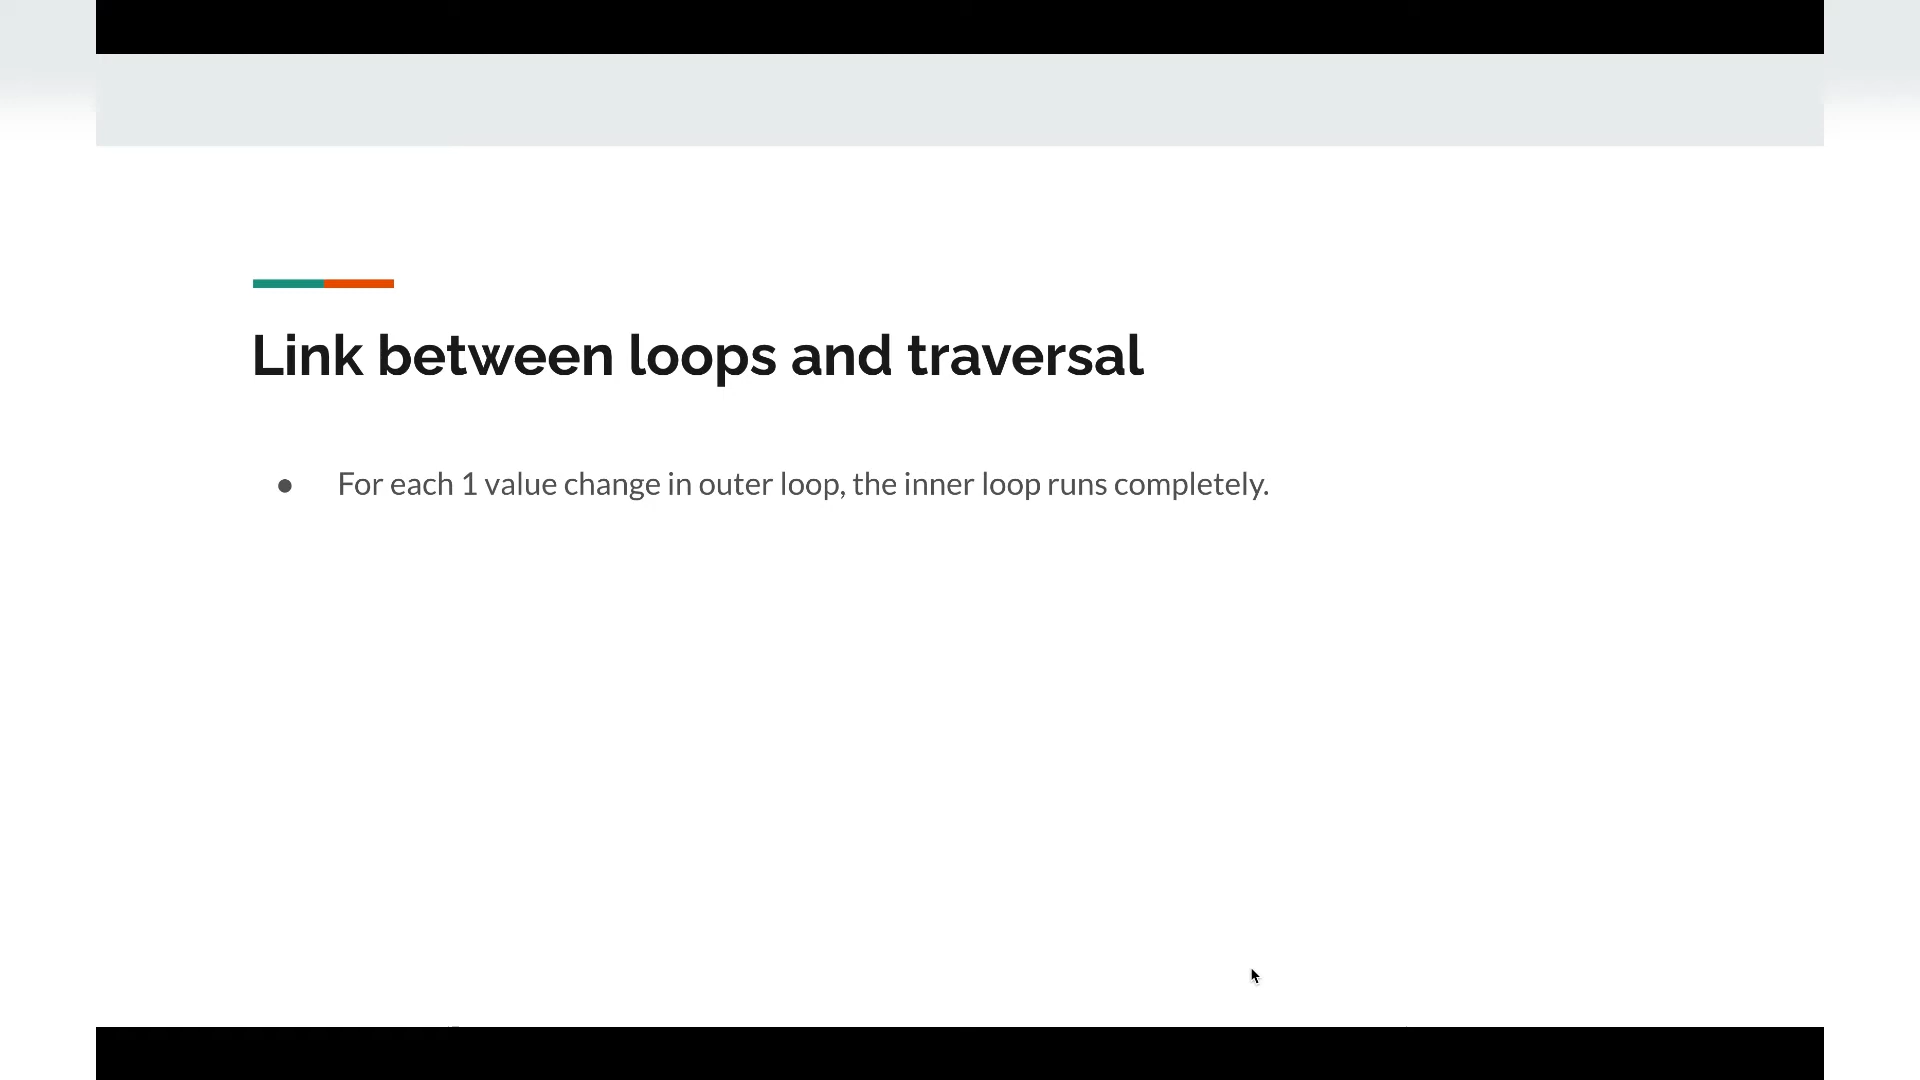 Link between loops and traversal
● For each 1 value change in outer loop, the inner loop runs completely.